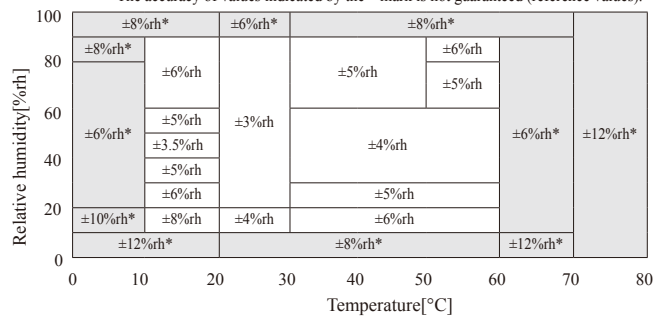 The accuracy of values indicated by the * mark is not guaranteed (reference values).
100
±8%rh*
±6%rh*
±8%rh*
±8%rh*
±6%rh
±6%rh
±5%rh
80
±5%rh
60
±5%rh
±3%rh
±6%rh*
±3.5%rh
±4%rh
±6%rh*
±12%rh*
40
±5%rh
±6%rh
±5%rh
20
±10%rh*
±8%rh
±4%rh
±6%rh
±12%rh*
±8%rh*
±12%rh*
0
0
10
20
30
40
50
60
70
80
Relative humidity[%rh]
Temperature[°C]